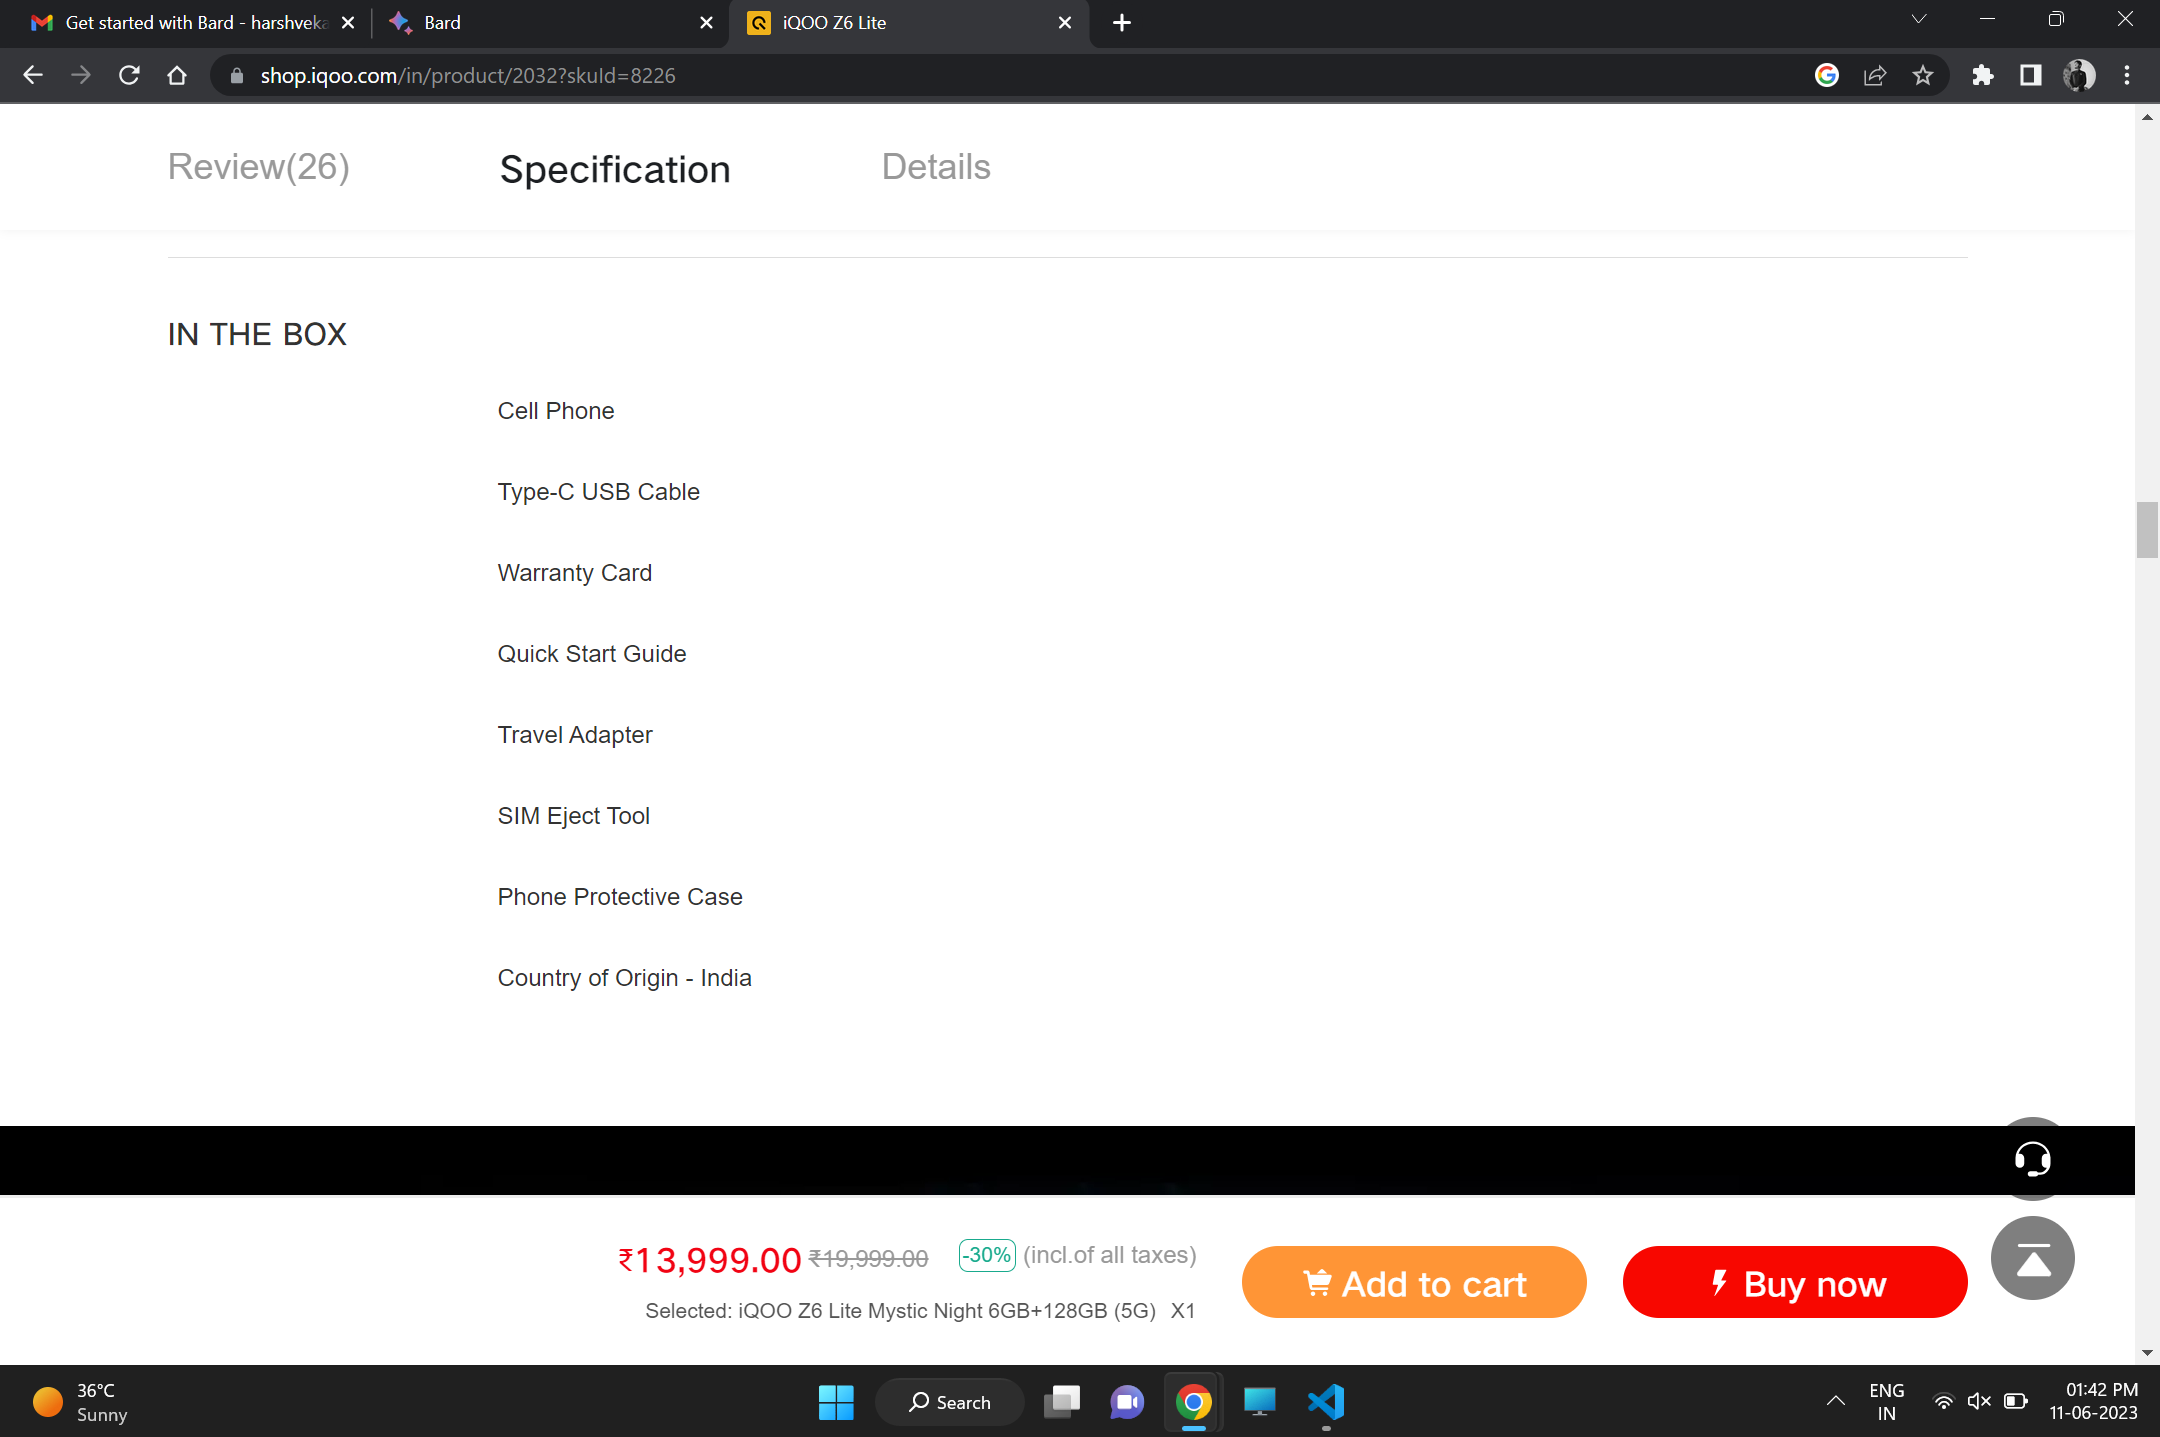 Get started with Bard - harshveka
Bard
iQOO Z6 Lite
shop.iqoo.com/in/product/2032?skuId=8226
Review(26)
Specification
Details
IN THE BOX
Cell Phone
Type-C USB Cable
Warranty Card
Quick Start Guide
Travel Adapter
SIM Eject Tool
Phone Protective Case
Country of Origin - India
₹13,999.00 ₹19,999.00 -30% (incl.of all taxes)
Selected: iQOO Z6 Lite Mystic Night 6GB+128GB (5G) X1
Add to cart
Buy now
36°C
Sunny
Search
ENG
IN
01:42 PM
11-06-2023